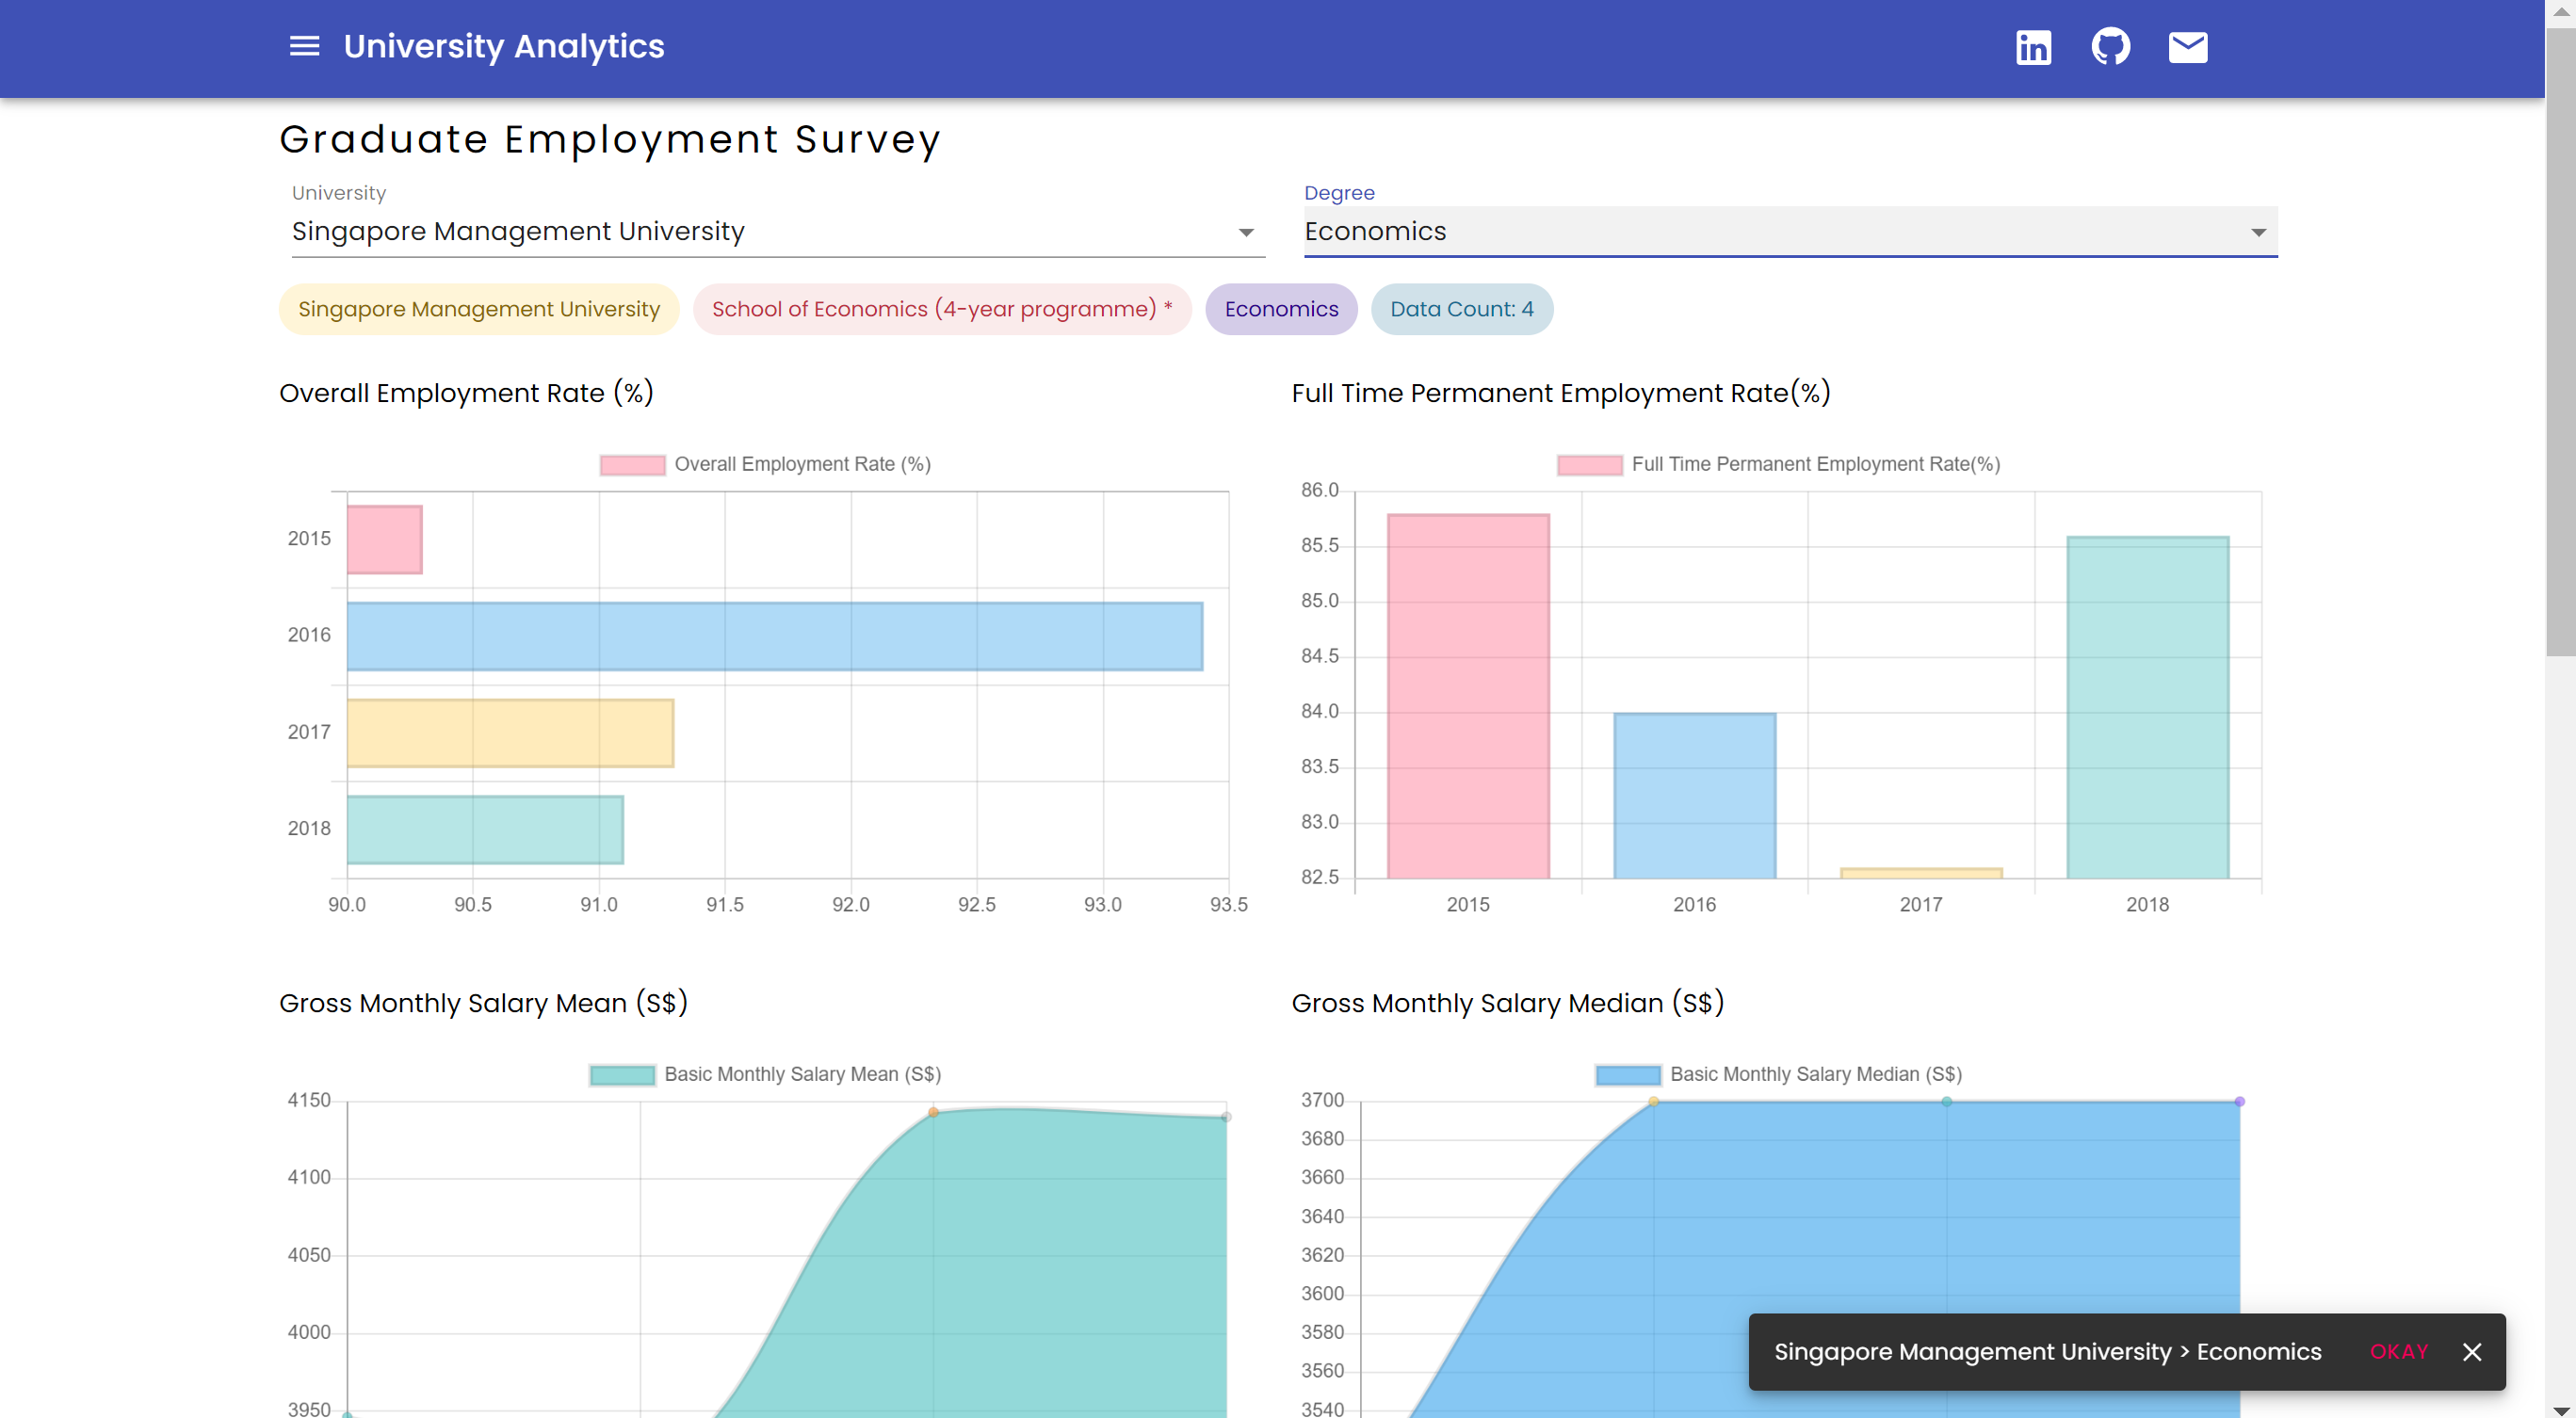 University Analytics
Graduate Employment Survey
University
Singapore Management University
Degree
Economics
Singapore Management University
School of Economics (4-year programme) *
Economics
Data Count: 4
Overall Employment Rate (%)
Overall Employment Rate (%)
2015
2016
2017
2018
90.0 90.5 91.0 91.5 92.0 92.5 93.0 93.5
Full Time Permanent Employment Rate(%)
Full Time Permanent Employment Rate(%)
86.0
85.5
85.0
84.5
84.0
83.5
83.0
82.5
2015 2016 2017 2018
Gross Monthly Salary Mean (S$)
Basic Monthly Salary Mean (S$)
4150
4100
4050
4000
3950
Gross Monthly Salary Median (S$)
Basic Monthly Salary Median (S$)
3700
3680
3660
3640
3620
3600
3580
3560
3540
Singapore Management University > Economics OKAY